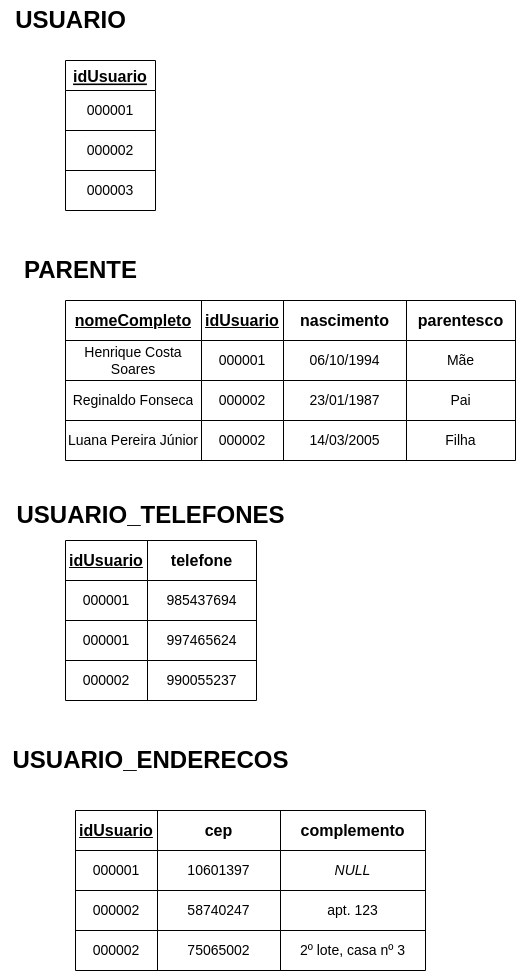 USUARIO
idUsuario
000001
000002
000003
PARENTE
nomeCompleto idUsuario nascimento parentesco
Henrique Costa
Soares 000001 06/10/1994 Mãe
Reginaldo Fonseca 000002 23/01/1987 Pai
Luana Pereira Júnior 000002 14/03/2005 Filha
USUARIO_TELEFONES
idUsuario telefone
000001 985437694
000001 997465624
000002 990055237
USUARIO_ENDERECOS
idUsuario cep complemento
000001 10601397 NULL
000002 58740247 apt. 123
000002 75065002 2º lote, casa nº 3